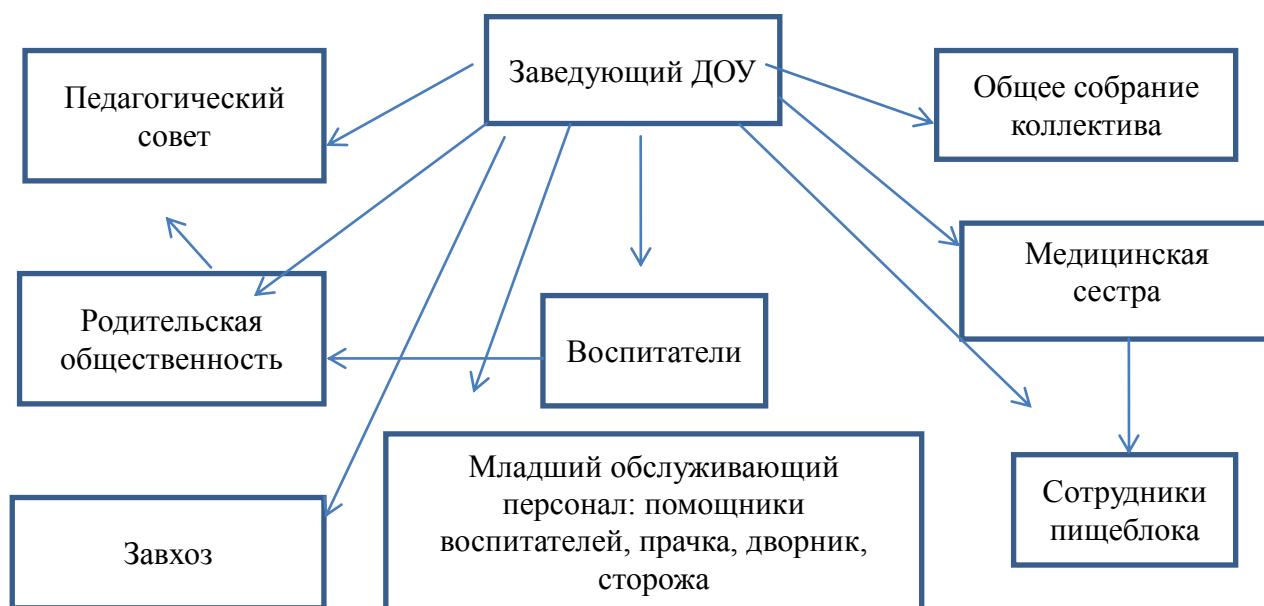 Заведующий ДОУ
Педагогический
совет
Общее собрание
коллектива
Медицинская
сестра
Родительская
общественность
Воспитатели
Младший обслуживающий
персонал: помощники
воспитателей, прачка, дворник,
сторожа
Сотрудники
пищеблока
Завхоз